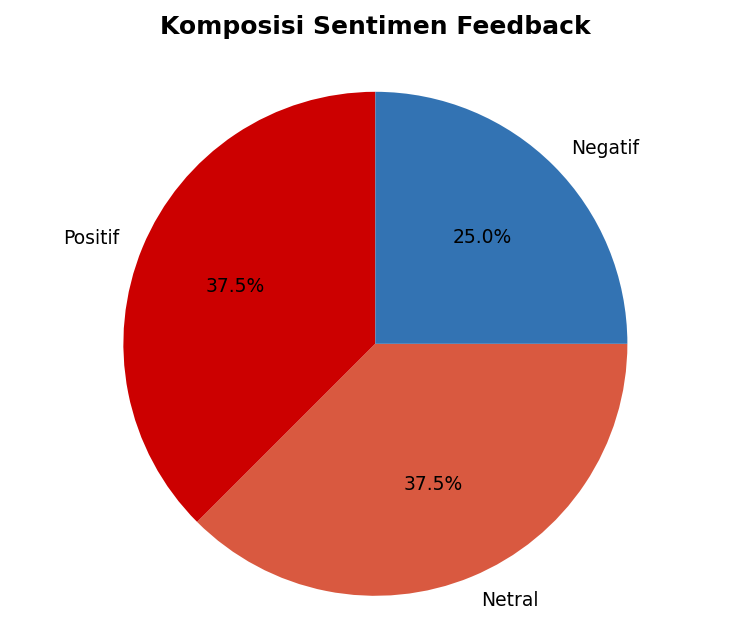 Komposisi Sentimen Feedback
Negatif
25.0%
Positif
37.5%
37.5%
Netral